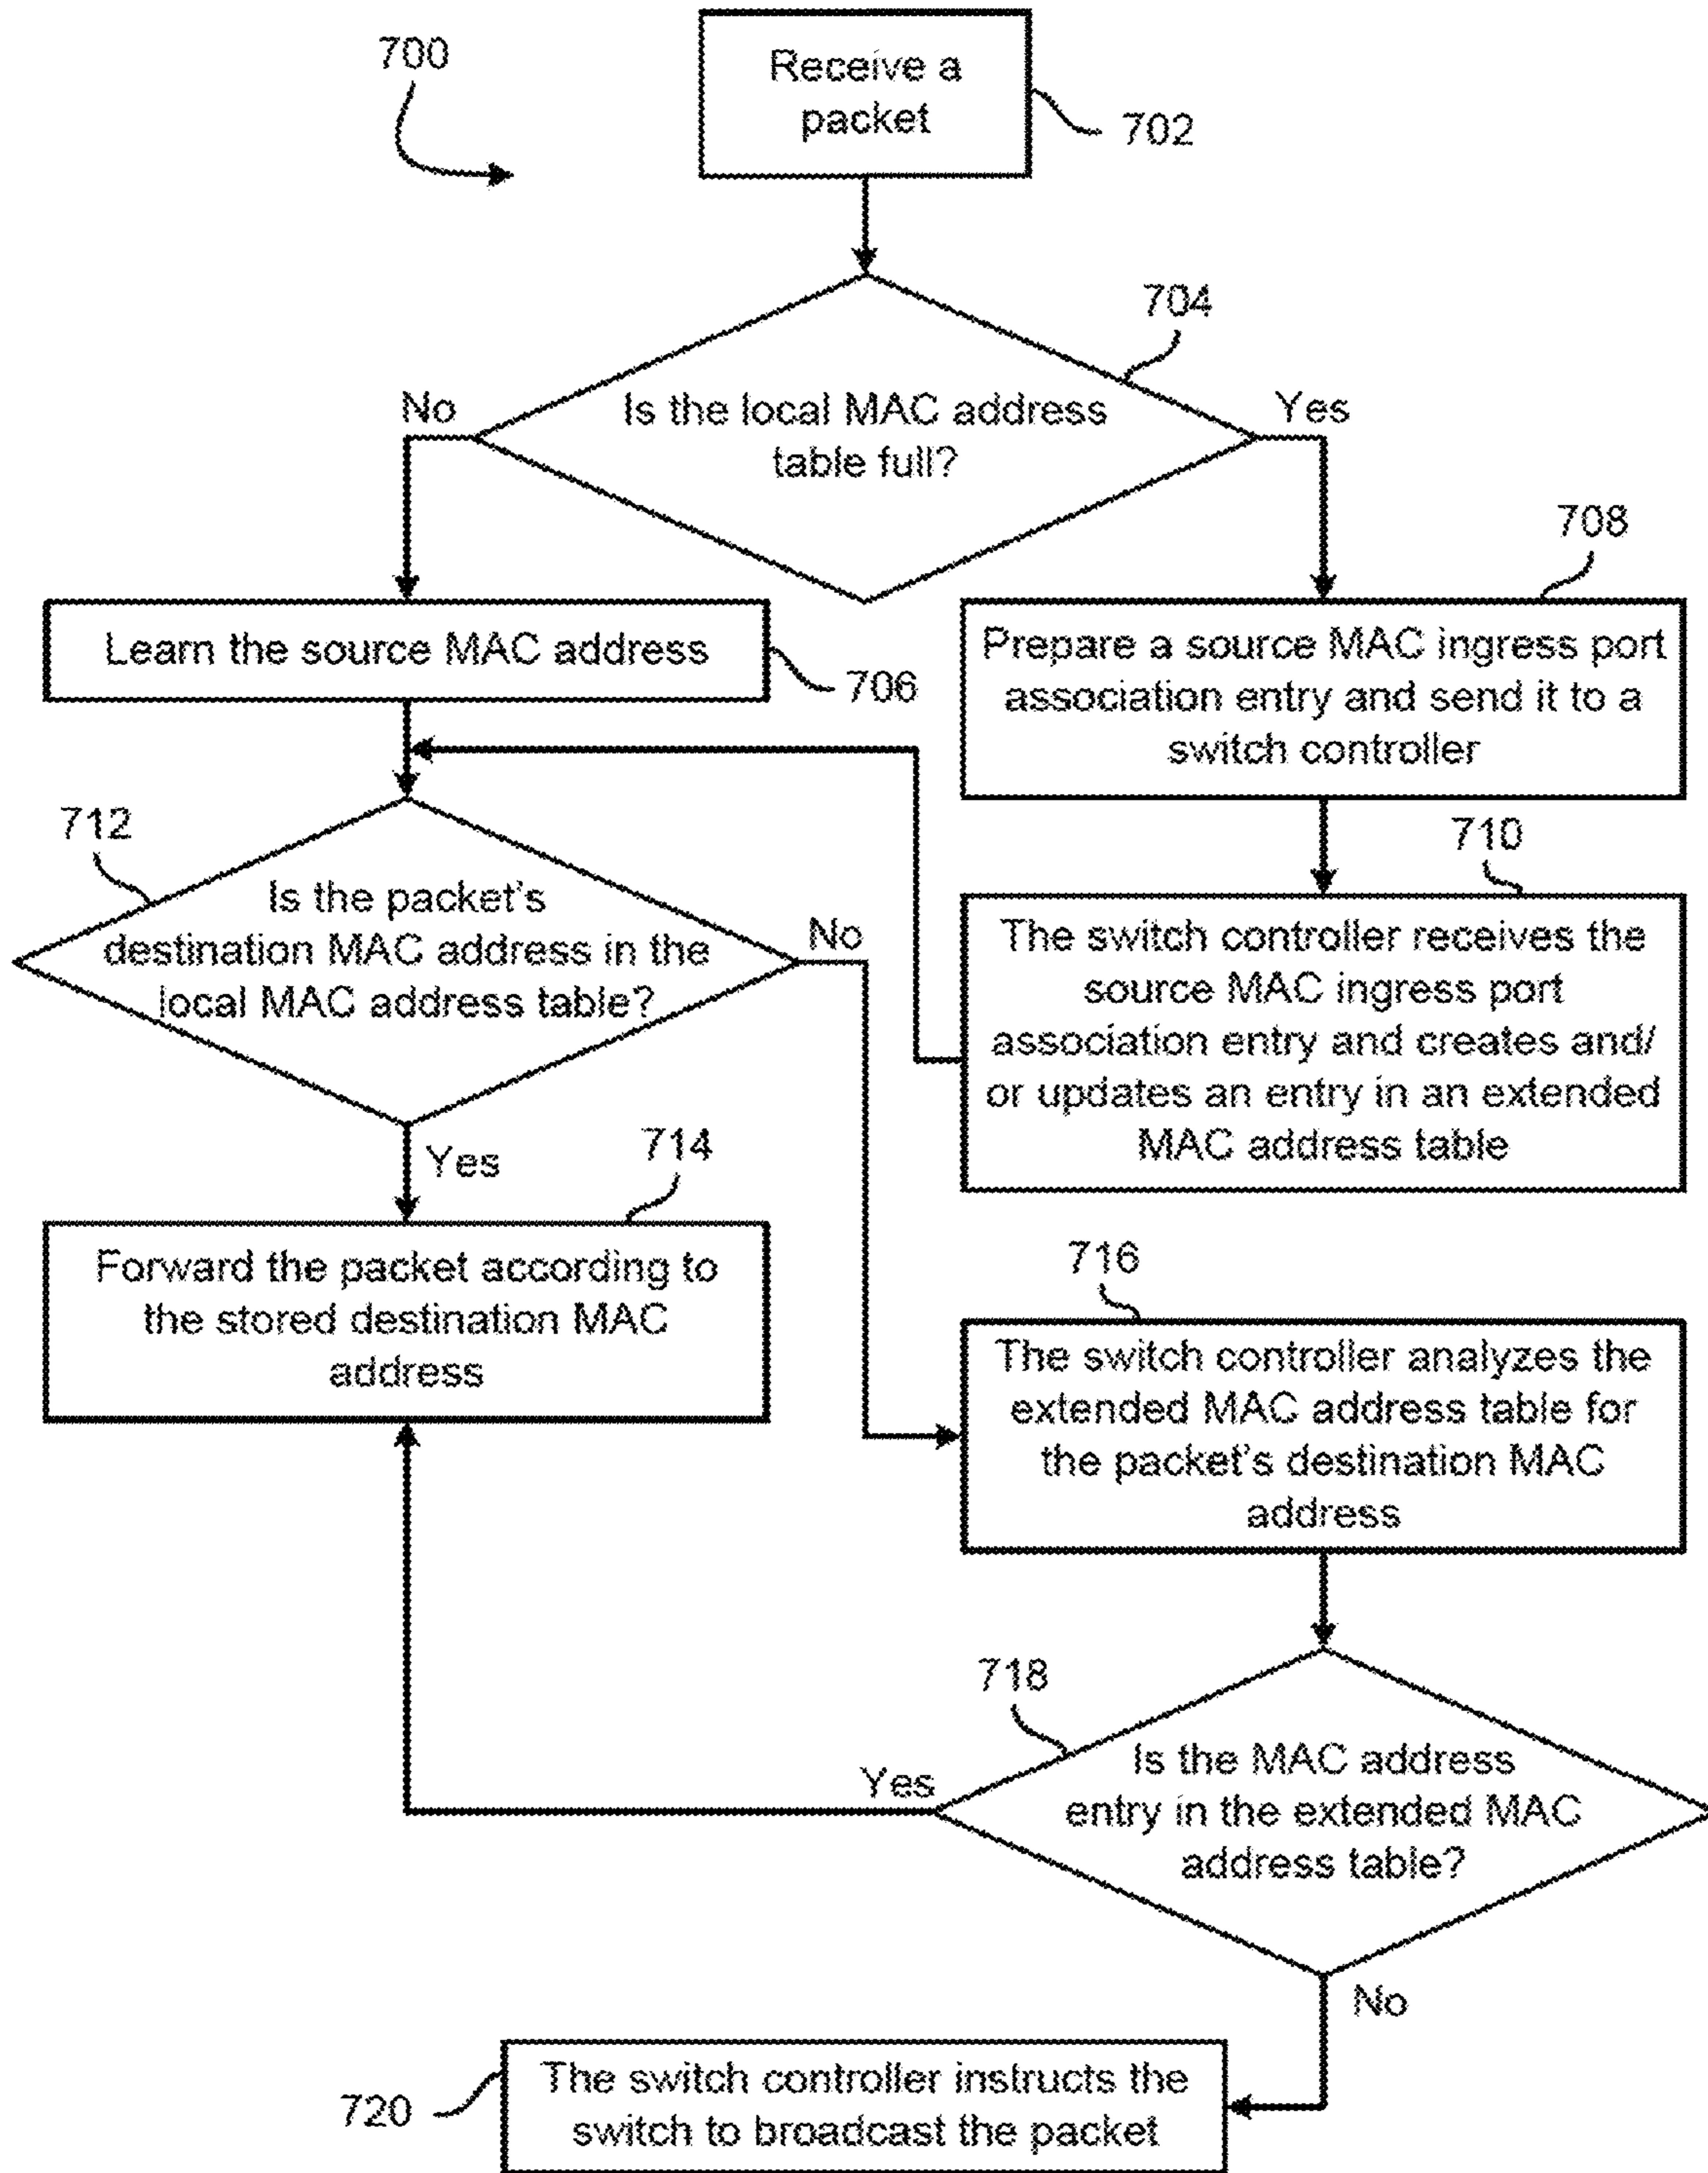 700
Receive a
packet
702
704
No
Is the local MAC address
table full?
Yes
708
Learn the source MAC address
706
Prepare a source MAC ingress port
association entry and send it to a
switch controller
712
710
Is the packet's
destination MAC address in the
local MAC address table?
No
The switch controller receives the
source MAC ingress port
association entry and creates and/
or updates an entry in an extended
MAC address table
Yes
714
Forward the packet according to
the stored destination MAC
address
716
The switch controller analyzes the
extended MAC address table for
the packet's destination MAC
address
718
Yes
Is the MAC address
entry in the extended MAC
address table?
No
720
The switch controller instructs the
switch to broadcast the packet